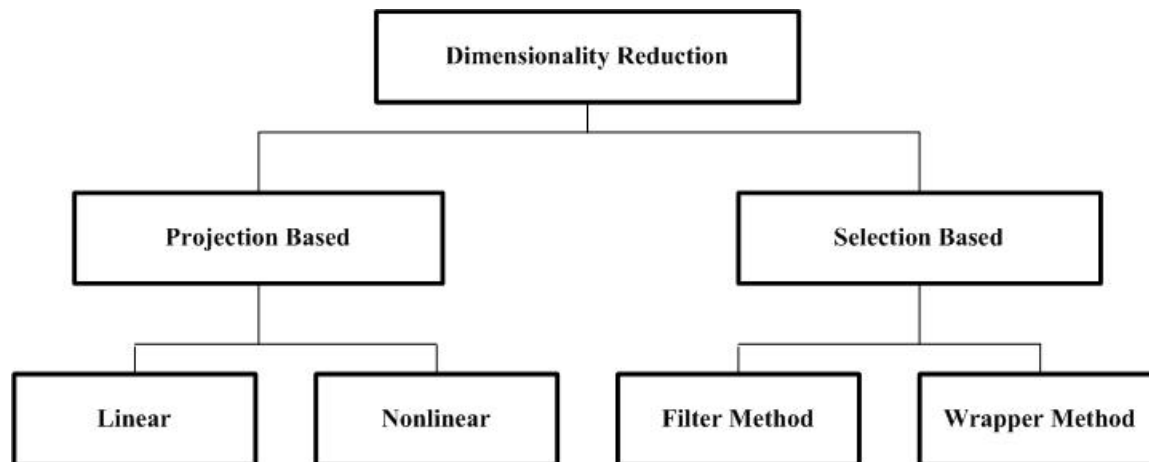 Dimensionality Reduction
Projection Based
Selection Based
Linear
Nonlinear
Filter Method
Wrapper Method